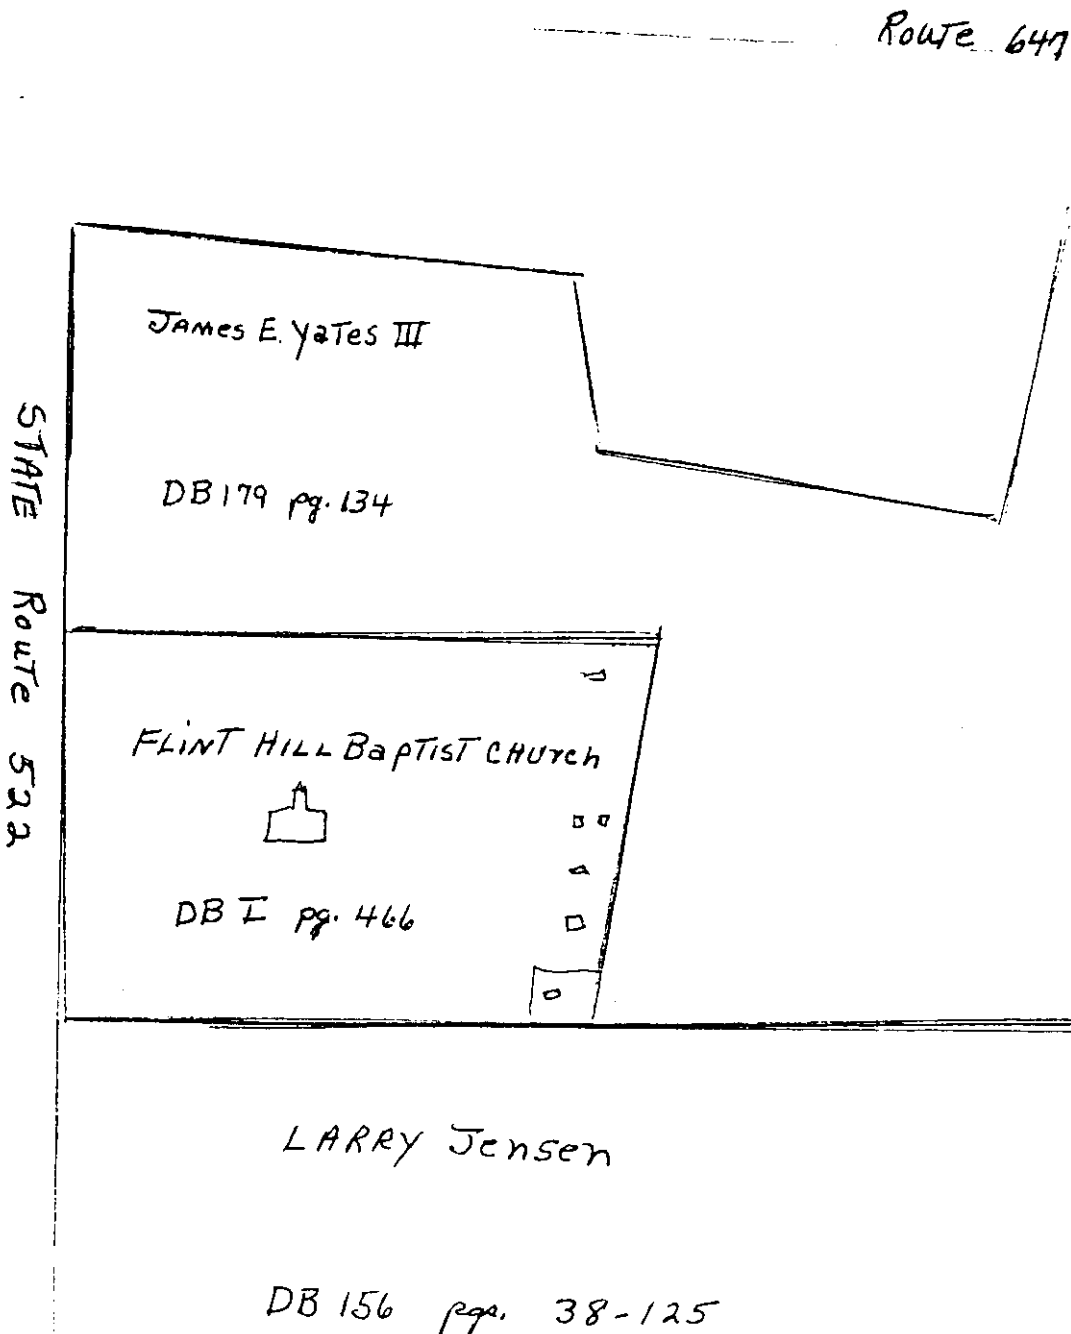 Route 647
James E. Yates III
DB 179 pg. 134
STATE Route 522
FLINT HILL Baptist CHUrch
DB I pg. 466
LARRY Jensen
DB 156 pgs. 38-125